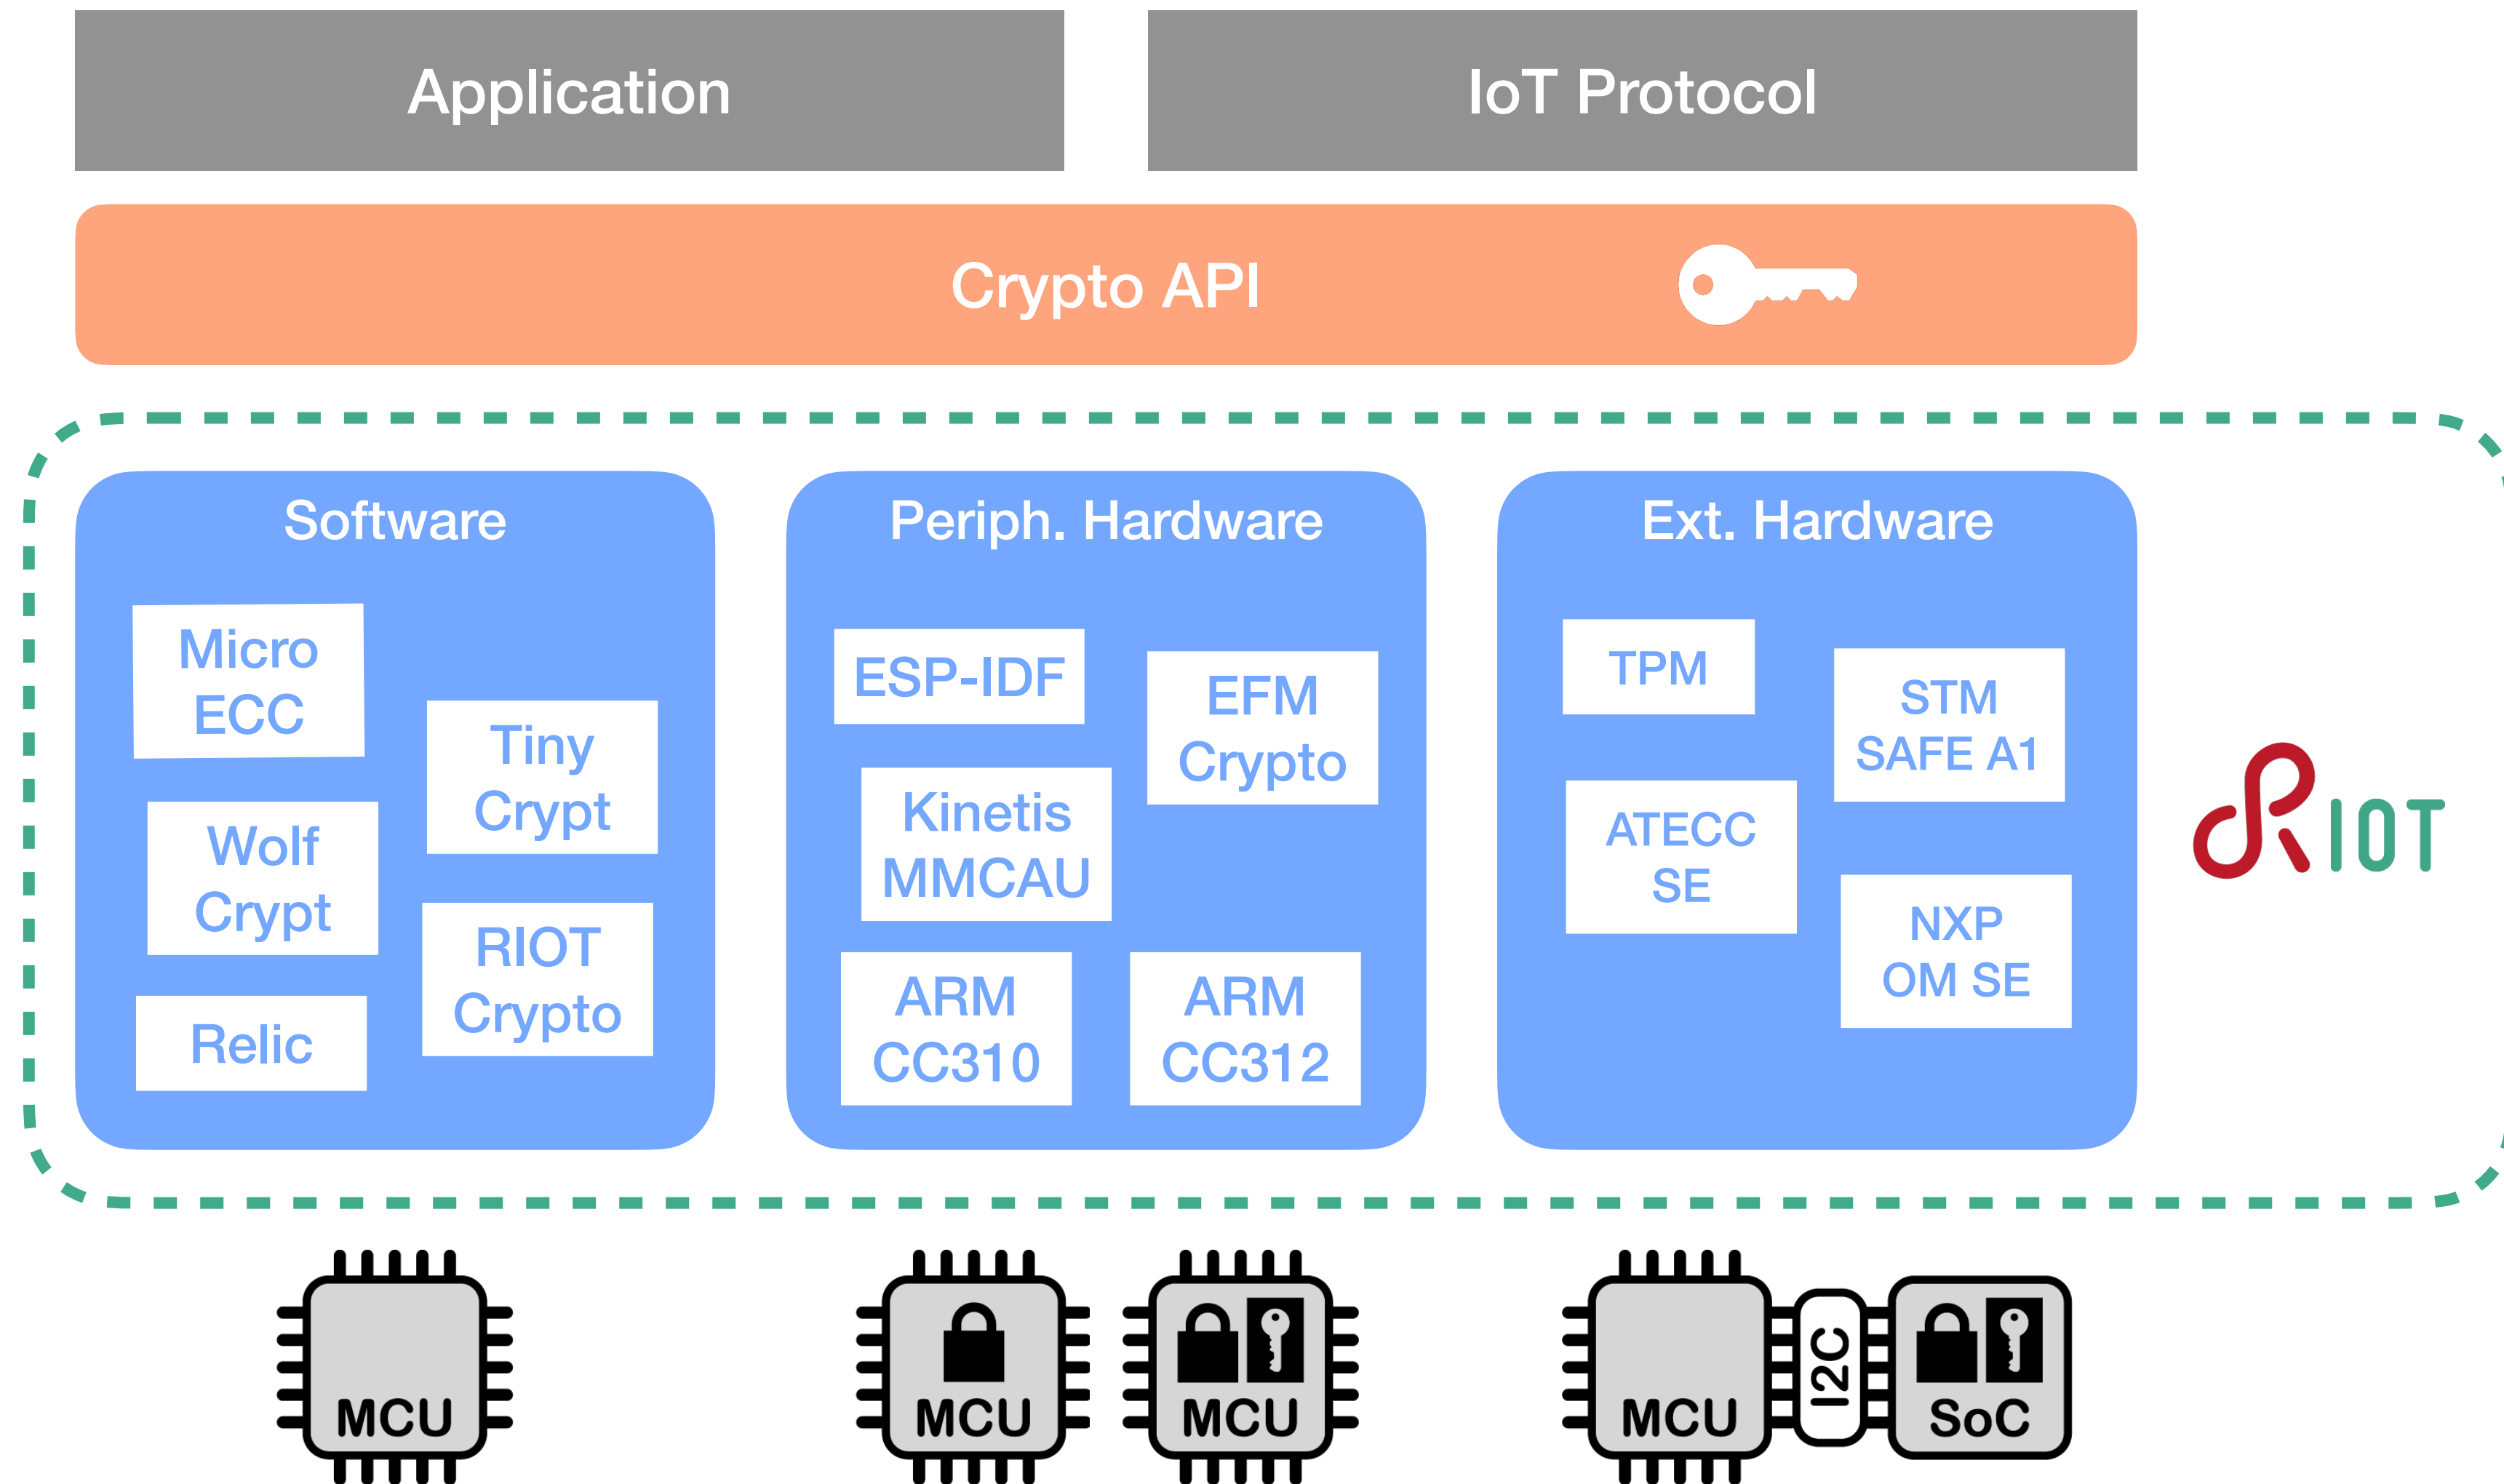 Application
IoT Protocol
Crypto API
Software
Micro
ECC
Tiny
Crypt
Wolf
Crypt
RIOT
Crypto
Relic
Periph. Hardware
ESP-IDF
EFM
Crypto
Kinetis
MMCAU
ARM
CC310
ARM
CC312
Ext. Hardware
TPM
STM
SAFE A1
ATECC
SE
NXP
OM SE
RIOT
MCU
MCU
MCU
MCU
I2C
SoC